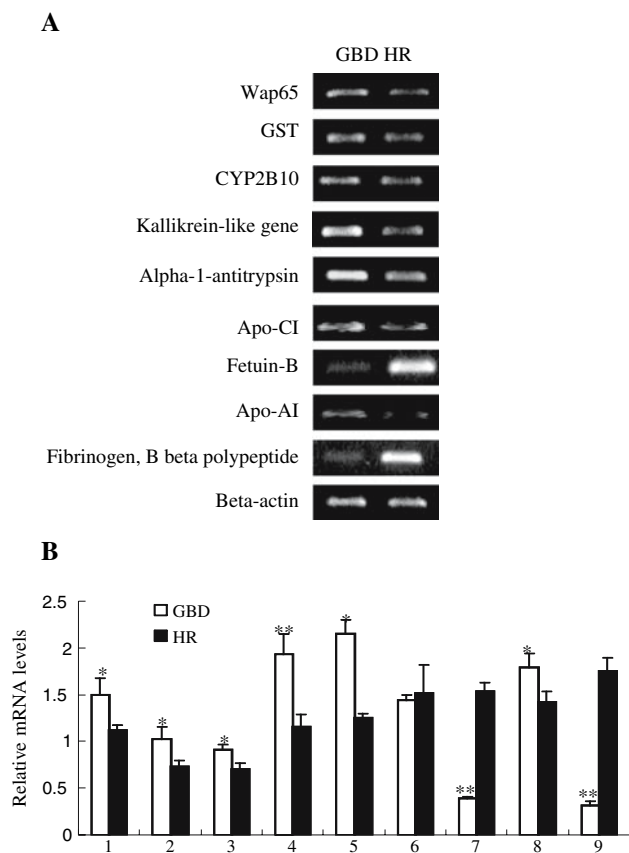 A
GBD HR
Wap65
GST
CYP2B10
Kallikrein-like gene
Alpha-1-antitrypsin
Apo-CI
Fetuin-B
Apo-AI
Fibrinogen, B beta polypeptide
Beta-actin
B
Relative mRNA levels
2.5
2
1.5
1
0.5
0
GBD
HR
* * * ** * ** * **
1 2 3 4 5 6 7 8 9